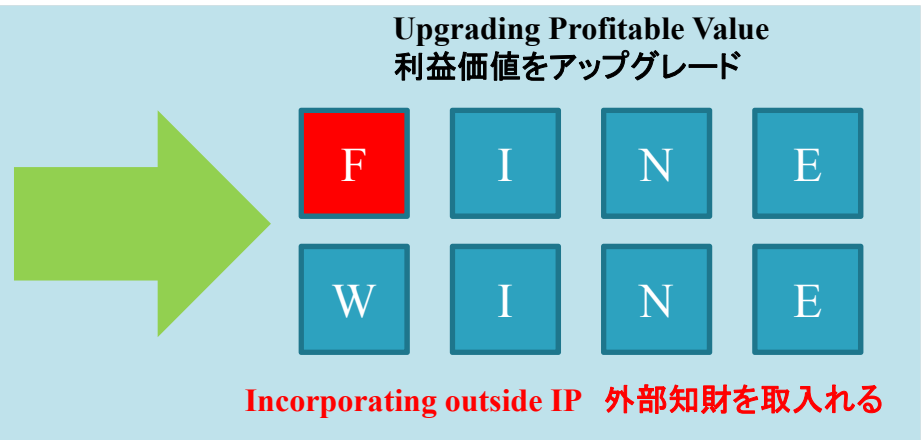 Upgrading Profitable Value
利益価値をアップグレード
F I N E
W I N E
Incorporating outside IP 外部知財を取入れる